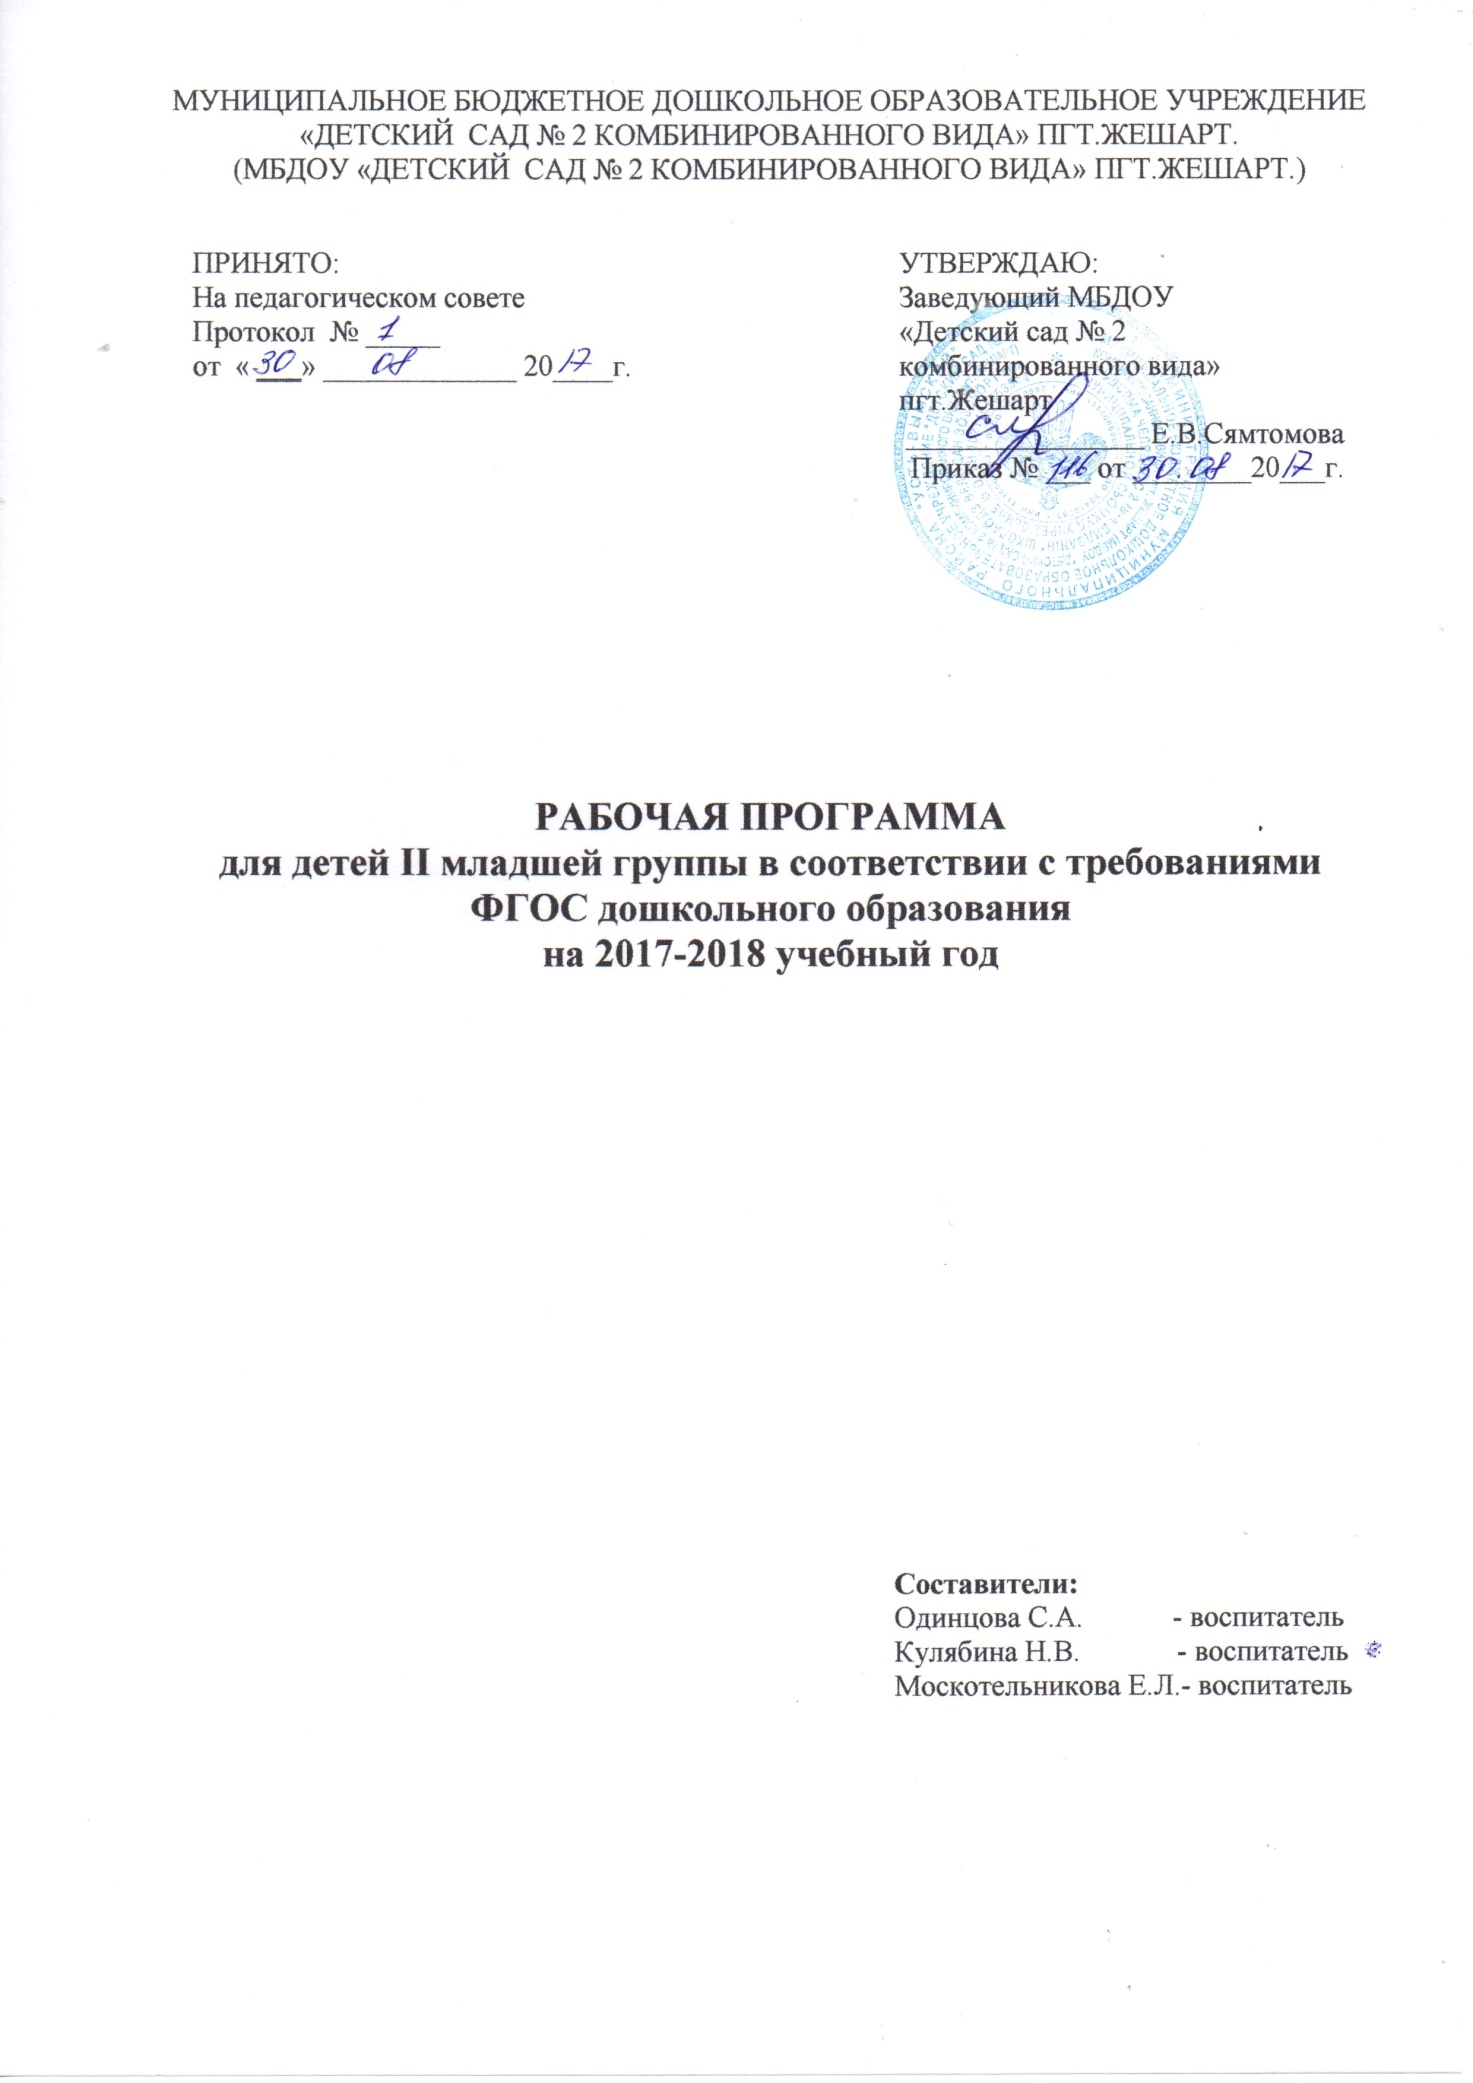 МУНИЦИПАЛЬНОЕ БЮДЖЕТНОЕ ДОШКОЛЬНОЕ ОБРАЗОВАТЕЛЬНОЕ УЧРЕЖДЕНИЕ
«ДЕТСКИЙ САД № 2 КОМБИНИРОВАННОГО ВИДА» ПГТ.ЖЕШАРТ.
(МБДОУ «ДЕТСКИЙ САД № 2 КОМБИНИРОВАННОГО ВИДА» ПГТ.ЖЕШАРТ.)
ПРИНЯТО:
На педагогическом совете
Протокол № 1
от «30» 08 2017г.
УТВЕРЖДАЮ:
Заведующий МБДОУ
«Детский сад № 2
комбинированного вида»
пгт.Жешарт
Е.В.Сямтомова
Приказ № 116 от 30.08 2017г.
РАБОЧАЯ ПРОГРАММА
для детей II младшей группы в соответствии с требованиями
ФГОС дошкольного образования
на 2017-2018 учебный год
Составители:
Одинцова С.А. - воспитатель
Кулябина Н.В. - воспитатель
Москотельникова Е.Л.- воспитатель